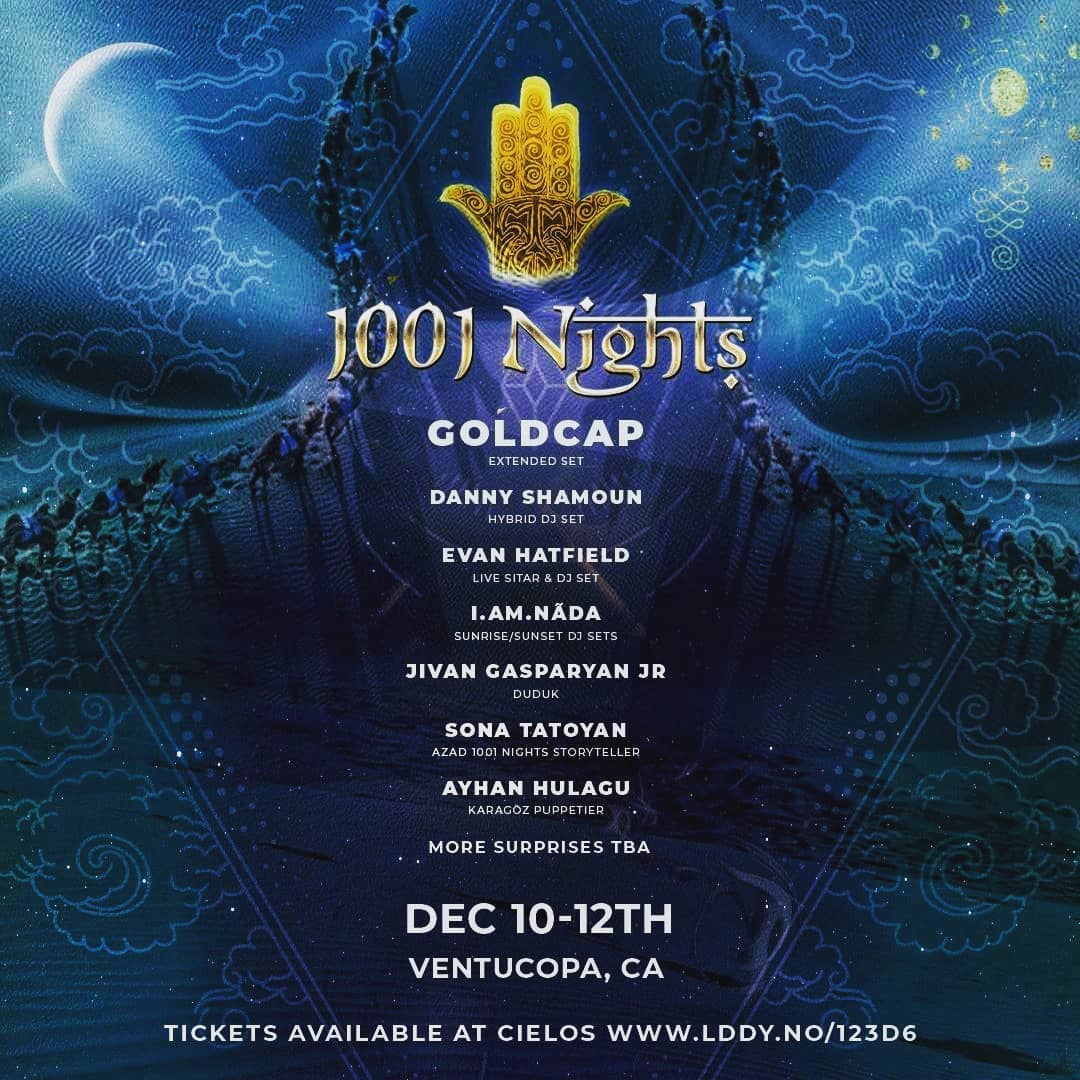 1001 Nights
GOLDCAP
EXTENDED SET
DANNY SHAMOUN
HYBRID DJ SET
EVAN HATFIELD
LIVE SITAR & DJ SET
I.AM.NÃDA
SUNRISE/SUNSET DJ SETS
JIVAN GASPARYAN JR
DUDUK
SONA TATOYAN
AZAD 1001 NIGHTS STORYTELLER
AYHAN HULAGU
KARAGÖZ PUPPETIER
MORE SURPRISES TBA
DEC 10-12TH
VENTUCOPA, CA
TICKETS AVAILABLE AT CIELOS WWW.LDDY.NO/123D6